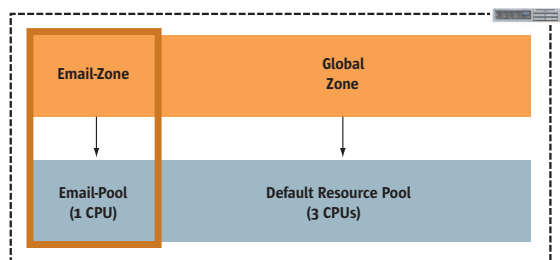 Email-Zone
Global
Zone
Email-Pool
(1 CPU)
Default Resource Pool
(3 CPUs)